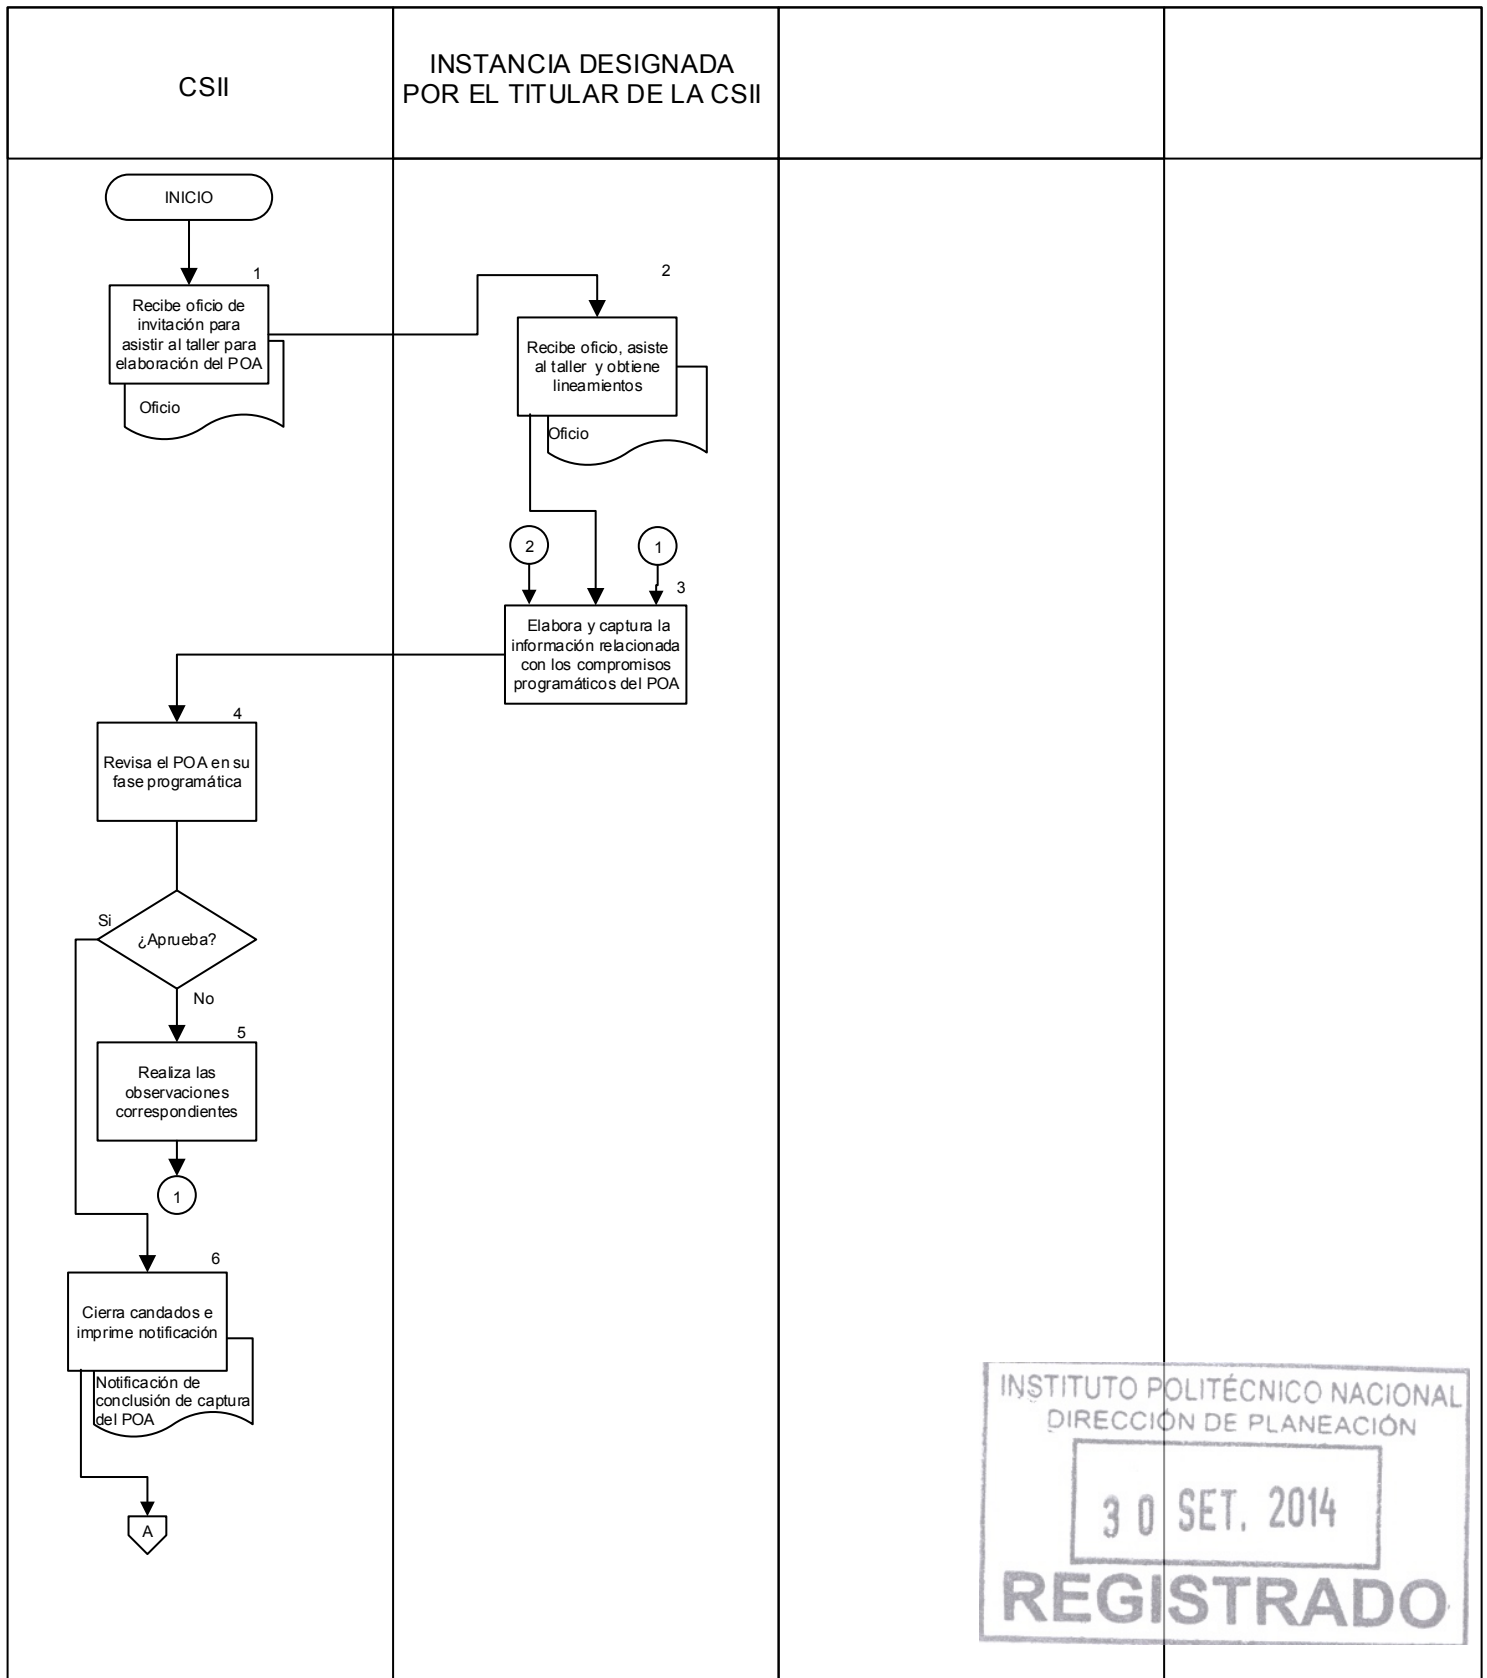 CSII
INSTANCIA DESIGNADA
POR EL TITULAR DE LA CSII
INICIO
1
Recibe oficio de
invitación para
asistir al taller para
elaboración del POA
Oficio
2
Recibe oficio, asiste
al taller y obtiene
lineamientos
Oficio
2
1
3
Elabora y captura la
información relacionada
con los compromisos
programáticos del POA
4
Revisa el POA en su
fase programática
Si
¿Aprueba?
No
5
Realiza las
observaciones
correspondientes
1
6
Cierra candados e
imprime notificación
Notificación de
conclusión de captura
del POA
A
INSTITUTO POLITÉCNICO NACIONAL
DIRECCIÓN DE PLANEACIÓN
30 SET. 2014
REGISTRADO